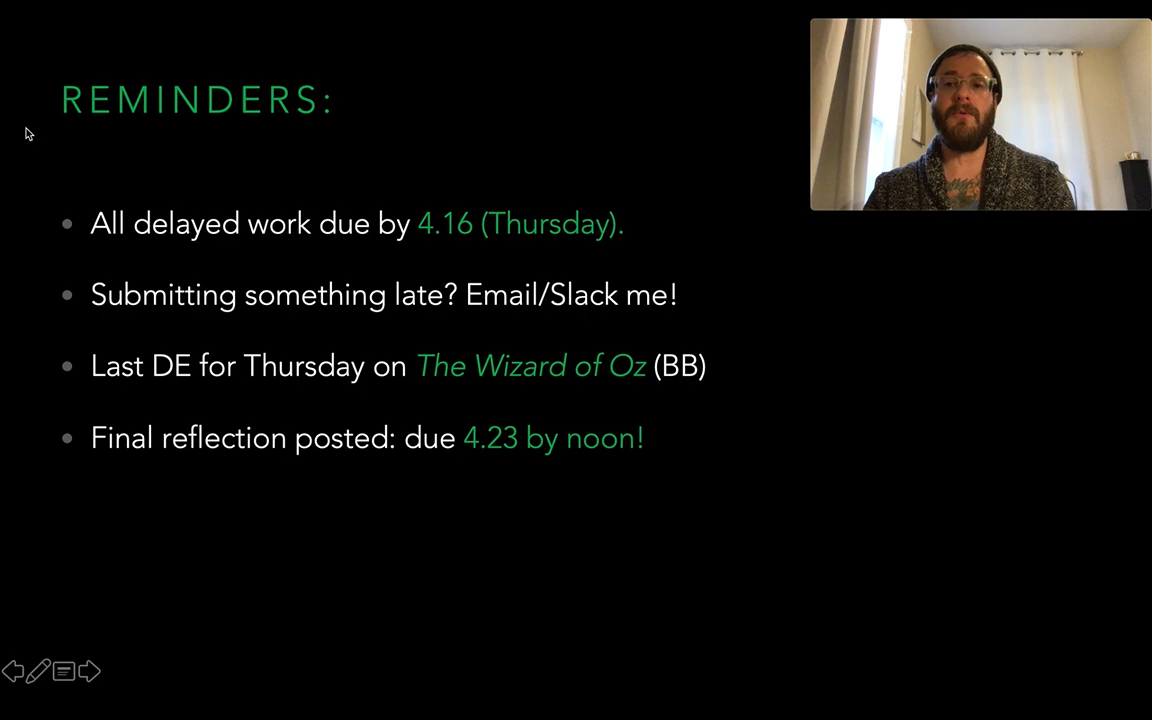 REMINDERS:
All delayed work due by 4.16 (Thursday).
Submitting something late? Email/Slack me!
Last DE for Thursday on The Wizard of Oz (BB)
Final reflection posted: due 4.23 by noon!